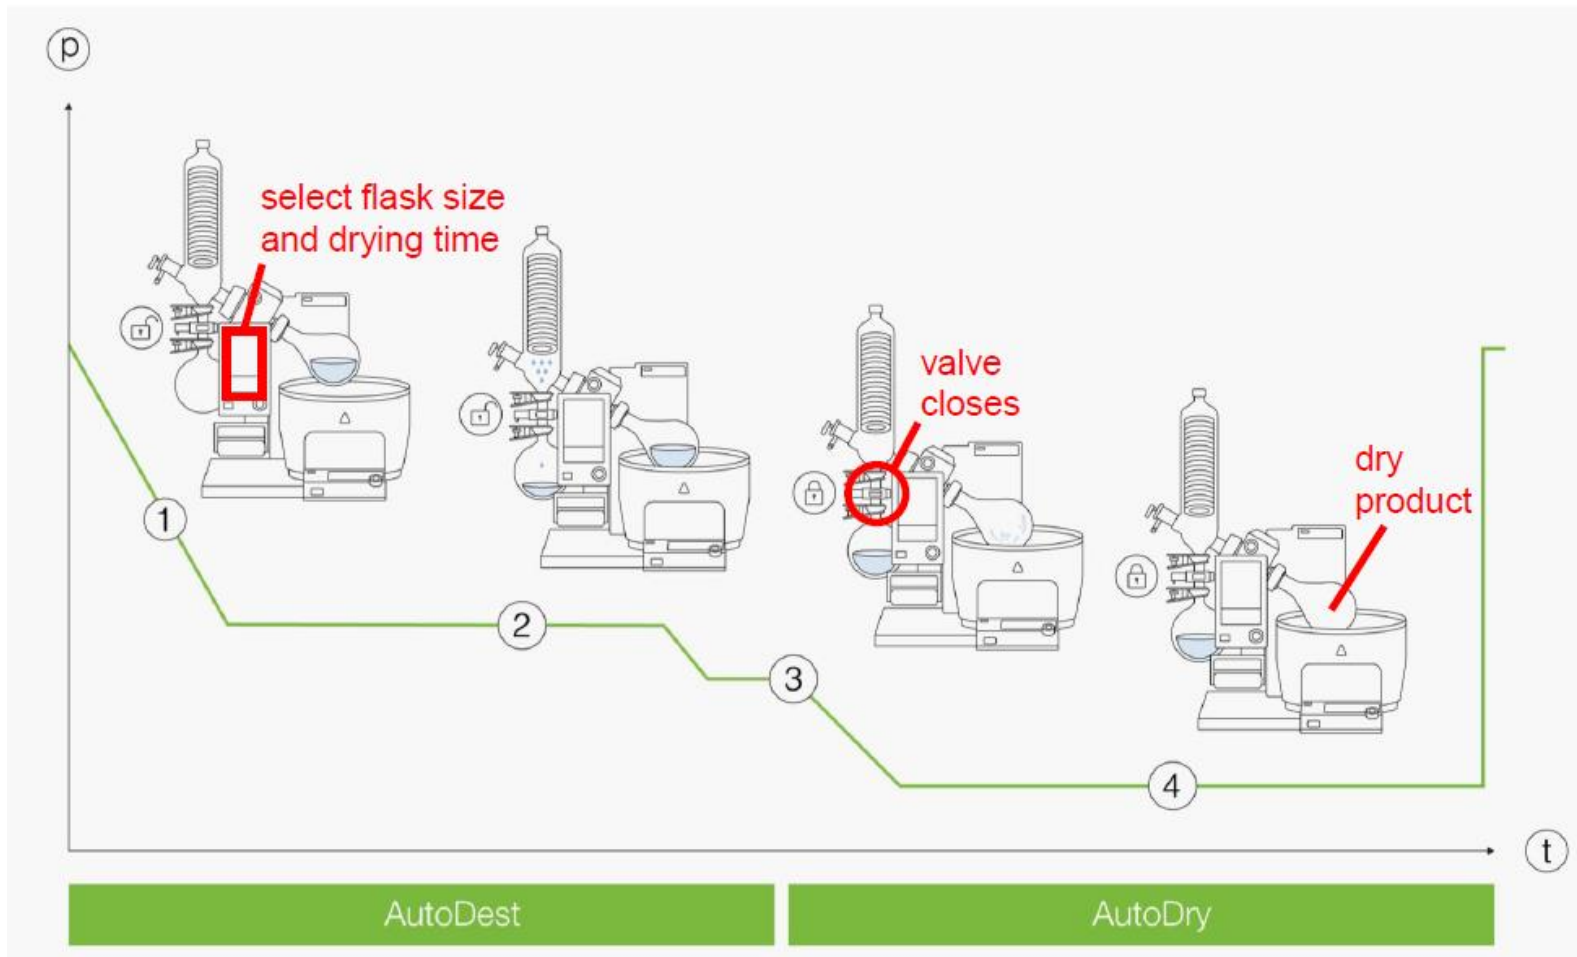 p
select flask size
and drying time
valve
closes
dry
product
1
2
3
4
t
AutoDest
AutoDry